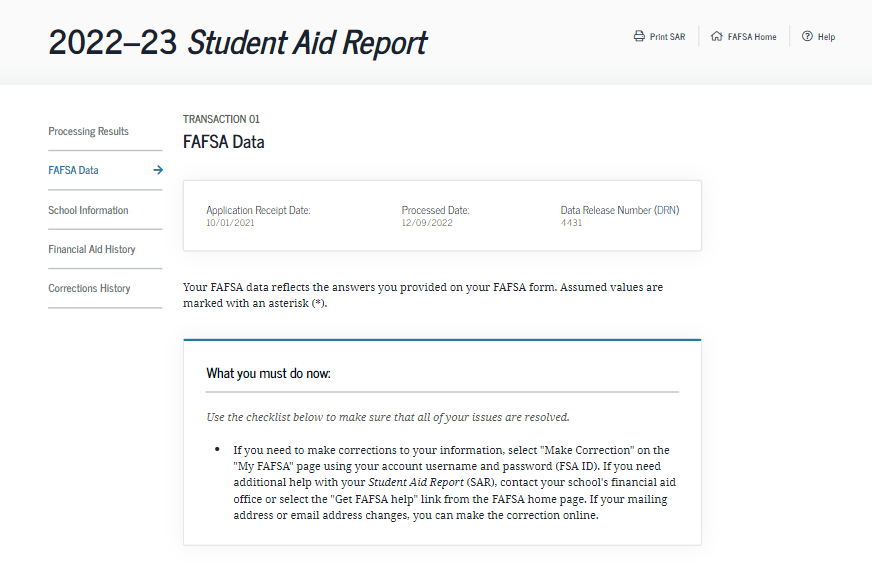 2022–23 Student Aid Report
Print SAR
FAFSA Home
Help
Processing Results
FAFSA Data
School Information
Financial Aid History
Corrections History
TRANSACTION 01
FAFSA Data
Application Receipt Date:
10/01/2021
Processed Date:
12/09/2022
Data Release Number (DRN)
4431
Your FAFSA data reflects the answers you provided on your FAFSA form. Assumed values are
marked with an asterisk (*).
What you must do now:
Use the checklist below to make sure that all of your issues are resolved.
• If you need to make corrections to your information, select "Make Correction" on the
"My FAFSA" page using your account username and password (FSA ID). If you need
additional help with your Student Aid Report (SAR), contact your school's financial aid
office or select the "Get FAFSA help" link from the FAFSA home page. If your mailing
address or email address changes, you can make the correction online.